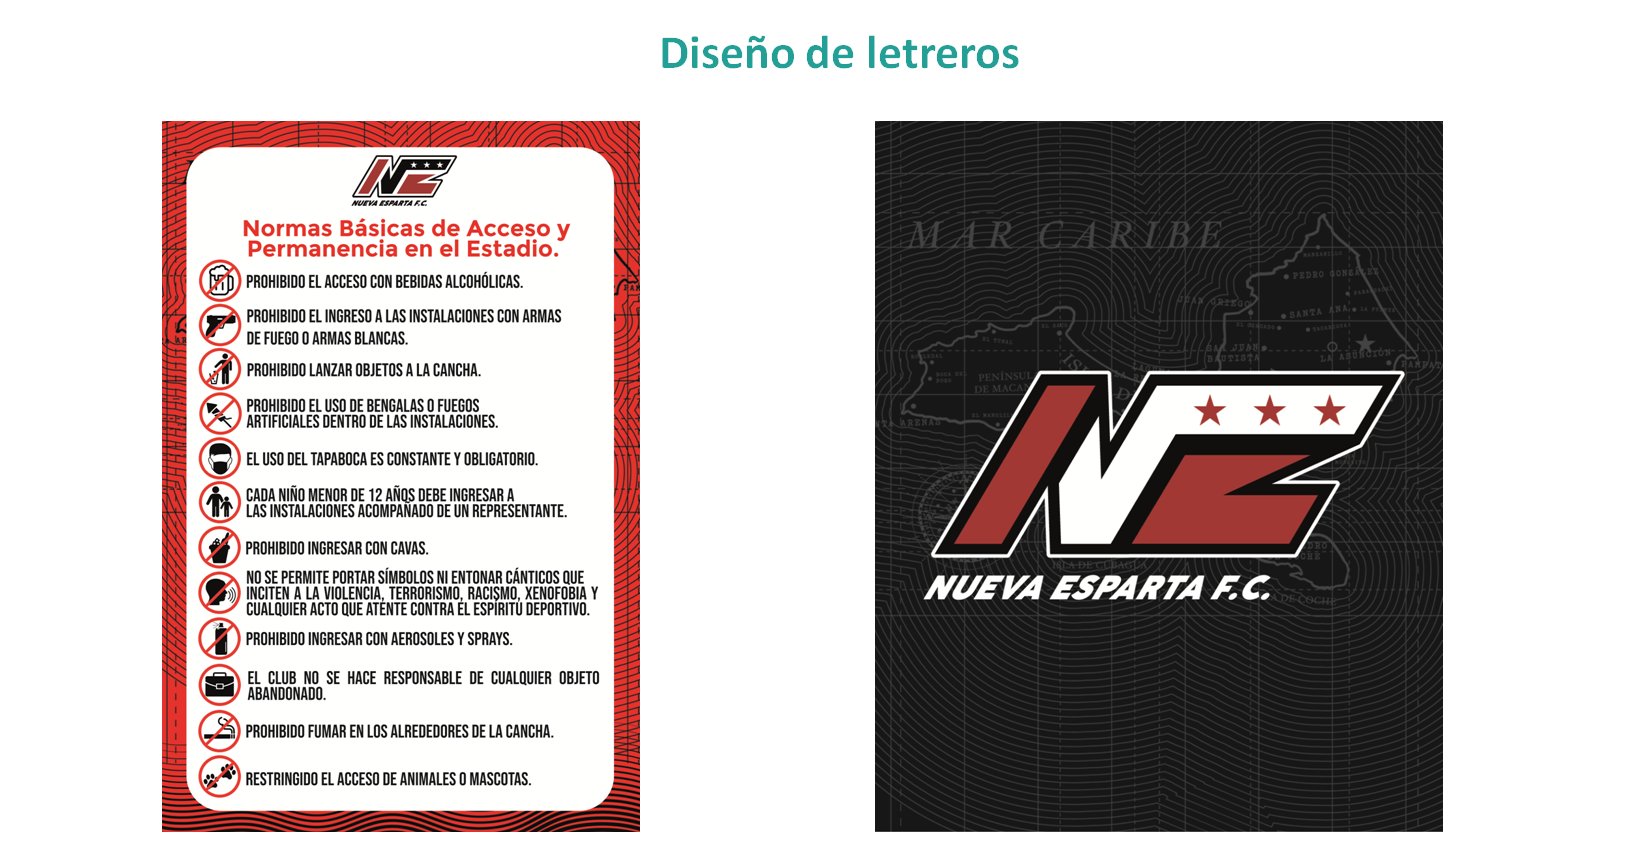 Diseño de letreros
NUEVA ESPARTA F.C.
Normas Básicas de Acceso y
Permanencia en el Estadio.
PROHIBIDO EL ACCESO CON BEBIDAS ALCOHÓLICAS.
PROHIBIDO EL INGRESO A LAS INSTALACIONES CON ARMAS
DE FUEGO O ARMAS BLANCAS.
PROHIBIDO LANZAR OBJETOS A LA CANCHA.
PROHIBIDO EL USO DE BENGALAS O FUEGOS
ARTIFICIALES DENTRO DE LAS INSTALACIONES.
EL USO DEL TAPABOCA ES CONSTANTE Y OBLIGATORIO.
CADA NIÑO MENOR DE 12 AÑOS DEBE INGRESAR A
LAS INSTALACIONES ACOMPAÑADO DE UN REPRESENTANTE.
PROHIBIDO INGRESAR CON CAVAS.
NO SE PERMITE PORTAR SÍMBOLOS NI ENTONAR CÁNTICOS QUE
INCITEN A LA VIOLENCIA, TERRORISMO, RACISMO, XENOFOBIA Y
CUALQUIER ACTO QUE ATENTE CONTRA EL ESPÍRITU DEPORTIVO.
PROHIBIDO INGRESAR CON AEROSOLES Y SPRAYS.
EL CLUB NO SE HACE RESPONSABLE DE CUALQUIER OBJETO
ABANDONADO.
PROHIBIDO FUMAR EN LOS ALREDEDORES DE LA CANCHA.
RESTRINGIDO EL ACCESO DE ANIMALES O MASCOTAS.
MAR CARIBE
PEDRO GONZÁLEZ
JUAN GRIEGO
SANTA ANA
SAN JUAN
BAUTISTA
LA ASUNCIÓN
PENÍNSUL
DE MACAN
NZ
NUEVA ESPARTA F.C.
ISLA DE CUBAGUA
DE COCHE